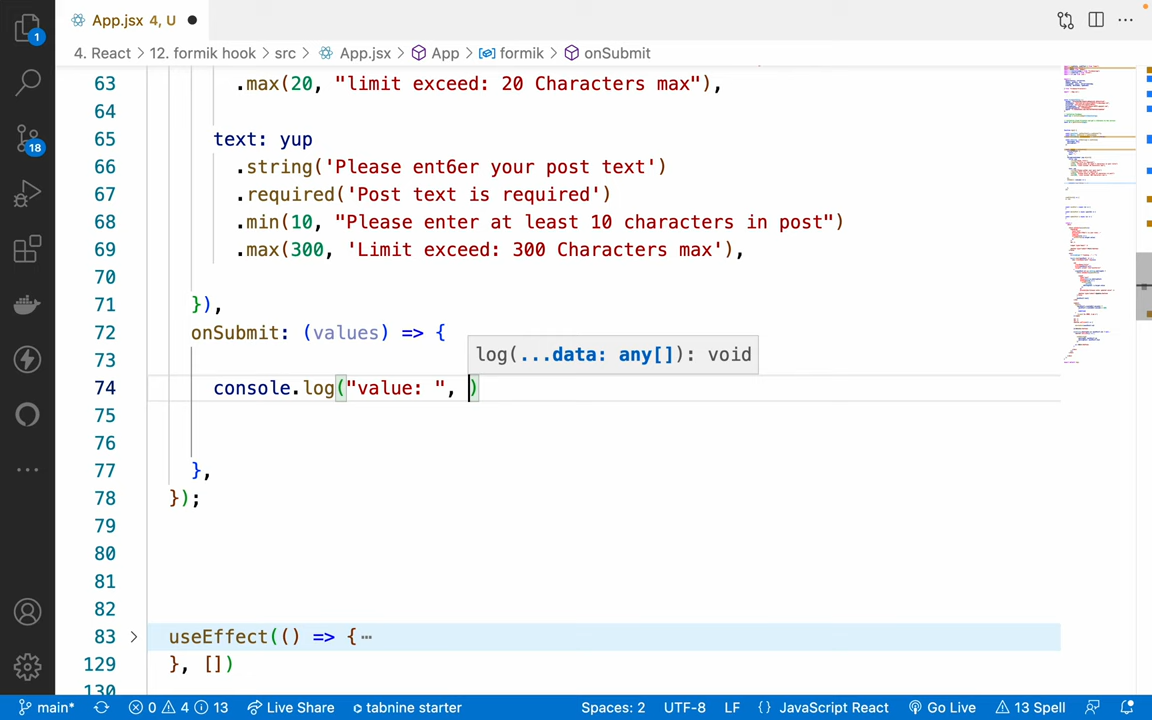 App.jsx 4, U ●
4. React > 12. formik hook > src > App.jsx > App > formik > onSubmit
63 .max(20, "limit exceed: 20 Characters max"),
64
65 text: yup
66 .string('Please ent6er your post text')
67 .required('Post text is required')
68 .min(10, "Please enter at least 10 characters in post")
69 .max(300, 'Limit exceed: 300 Characters max'),
70
71 }),
72 onSubmit: (values) => {
log(...data: any[]): void
73
74 console.log("value: ", )
75
76
77 },
78 });
79
80
81
82
83 > useEffect(() => {⋯
129 }, [])
130
1
18
main* 0 4 13 Live Share tabnine starter Spaces: 2 UTF-8 LF {} JavaScript React Go Live 13 Spell